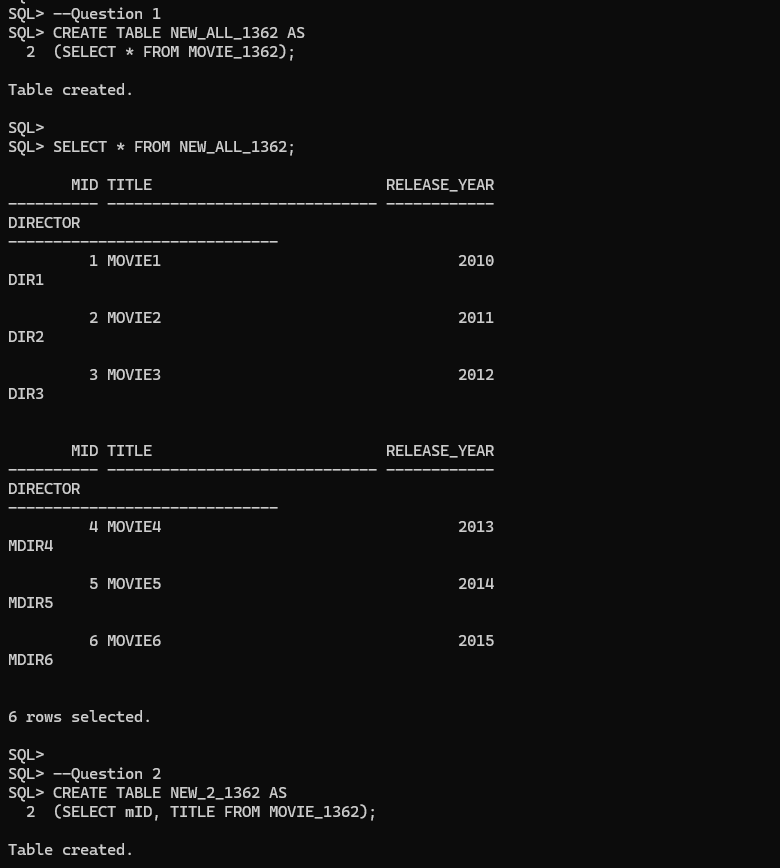 SQL> --Question 1
SQL> CREATE TABLE NEW_ALL_1362 AS
  2  (SELECT * FROM MOVIE_1362);

Table created.

SQL>
SQL> SELECT * FROM NEW_ALL_1362;

       MID TITLE                          RELEASE_YEAR
---------- ------------------------------ ------------
DIRECTOR
------------------------------
         1 MOVIE1                                 2010
DIR1

         2 MOVIE2                                 2011
DIR2

         3 MOVIE3                                 2012
DIR3


       MID TITLE                          RELEASE_YEAR
---------- ------------------------------ ------------
DIRECTOR
------------------------------
         4 MOVIE4                                 2013
MDIR4

         5 MOVIE5                                 2014
MDIR5

         6 MOVIE6                                 2015
MDIR6


6 rows selected.

SQL>
SQL> --Question 2
SQL> CREATE TABLE NEW_2_1362 AS
  2  (SELECT mID, TITLE FROM MOVIE_1362);

Table created.